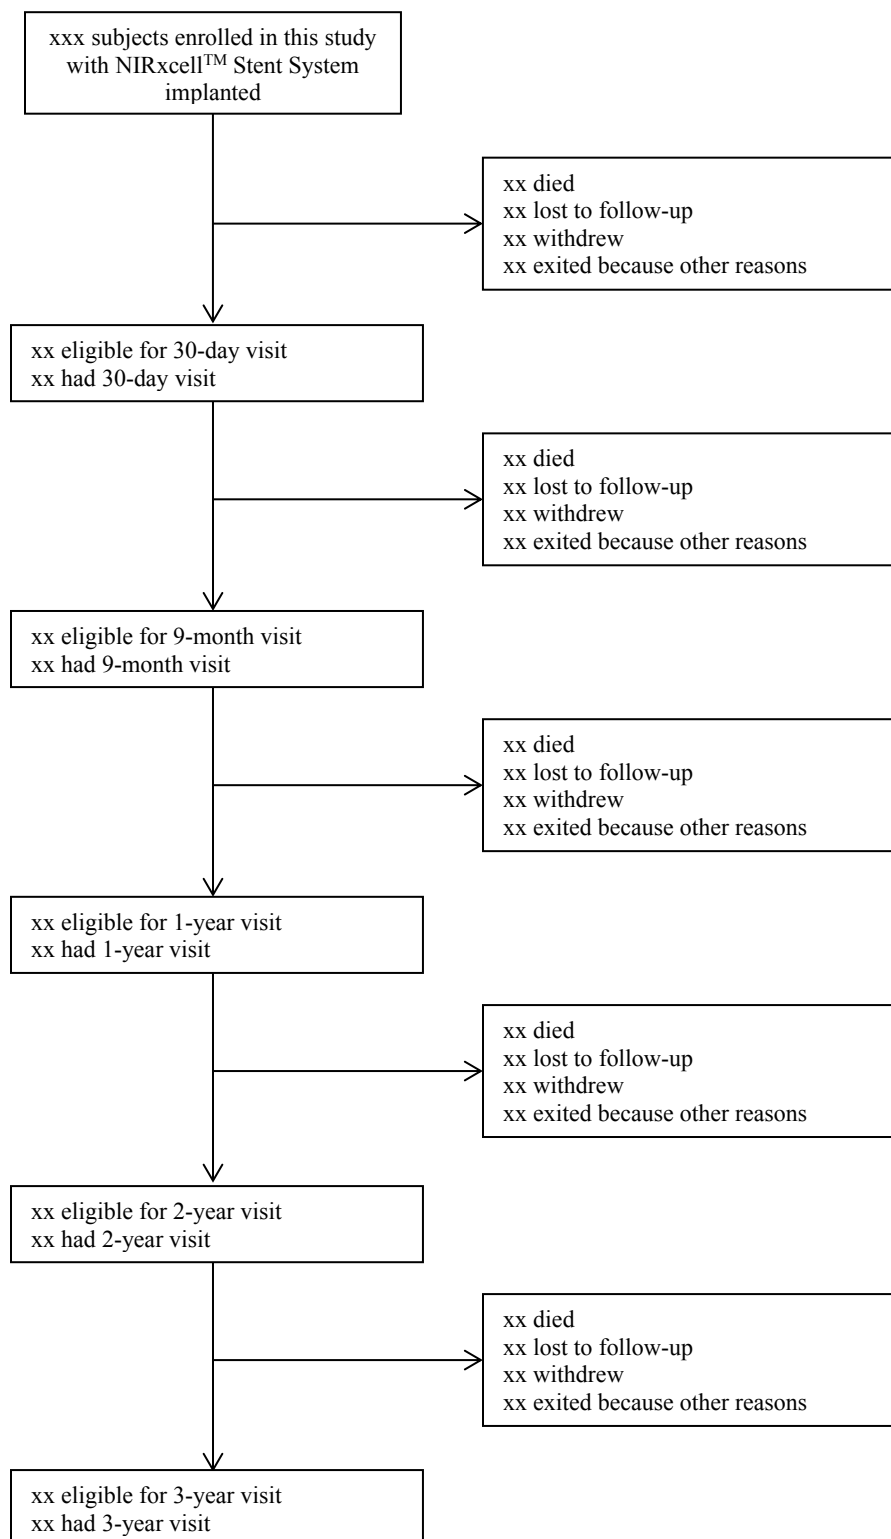 xxx subjects enrolled in this study
with NIRxcell™ Stent System
implanted
xx died
xx lost to follow-up
xx withdrew
xx exited because other reasons
xx eligible for 30-day visit
xx had 30-day visit
xx died
xx lost to follow-up
xx withdrew
xx exited because other reasons
xx eligible for 9-month visit
xx had 9-month visit
xx died
xx lost to follow-up
xx withdrew
xx exited because other reasons
xx eligible for 1-year visit
xx had 1-year visit
xx died
xx lost to follow-up
xx withdrew
xx exited because other reasons
xx eligible for 2-year visit
xx had 2-year visit
xx died
xx lost to follow-up
xx withdrew
xx exited because other reasons
xx eligible for 3-year visit
xx had 3-year visit